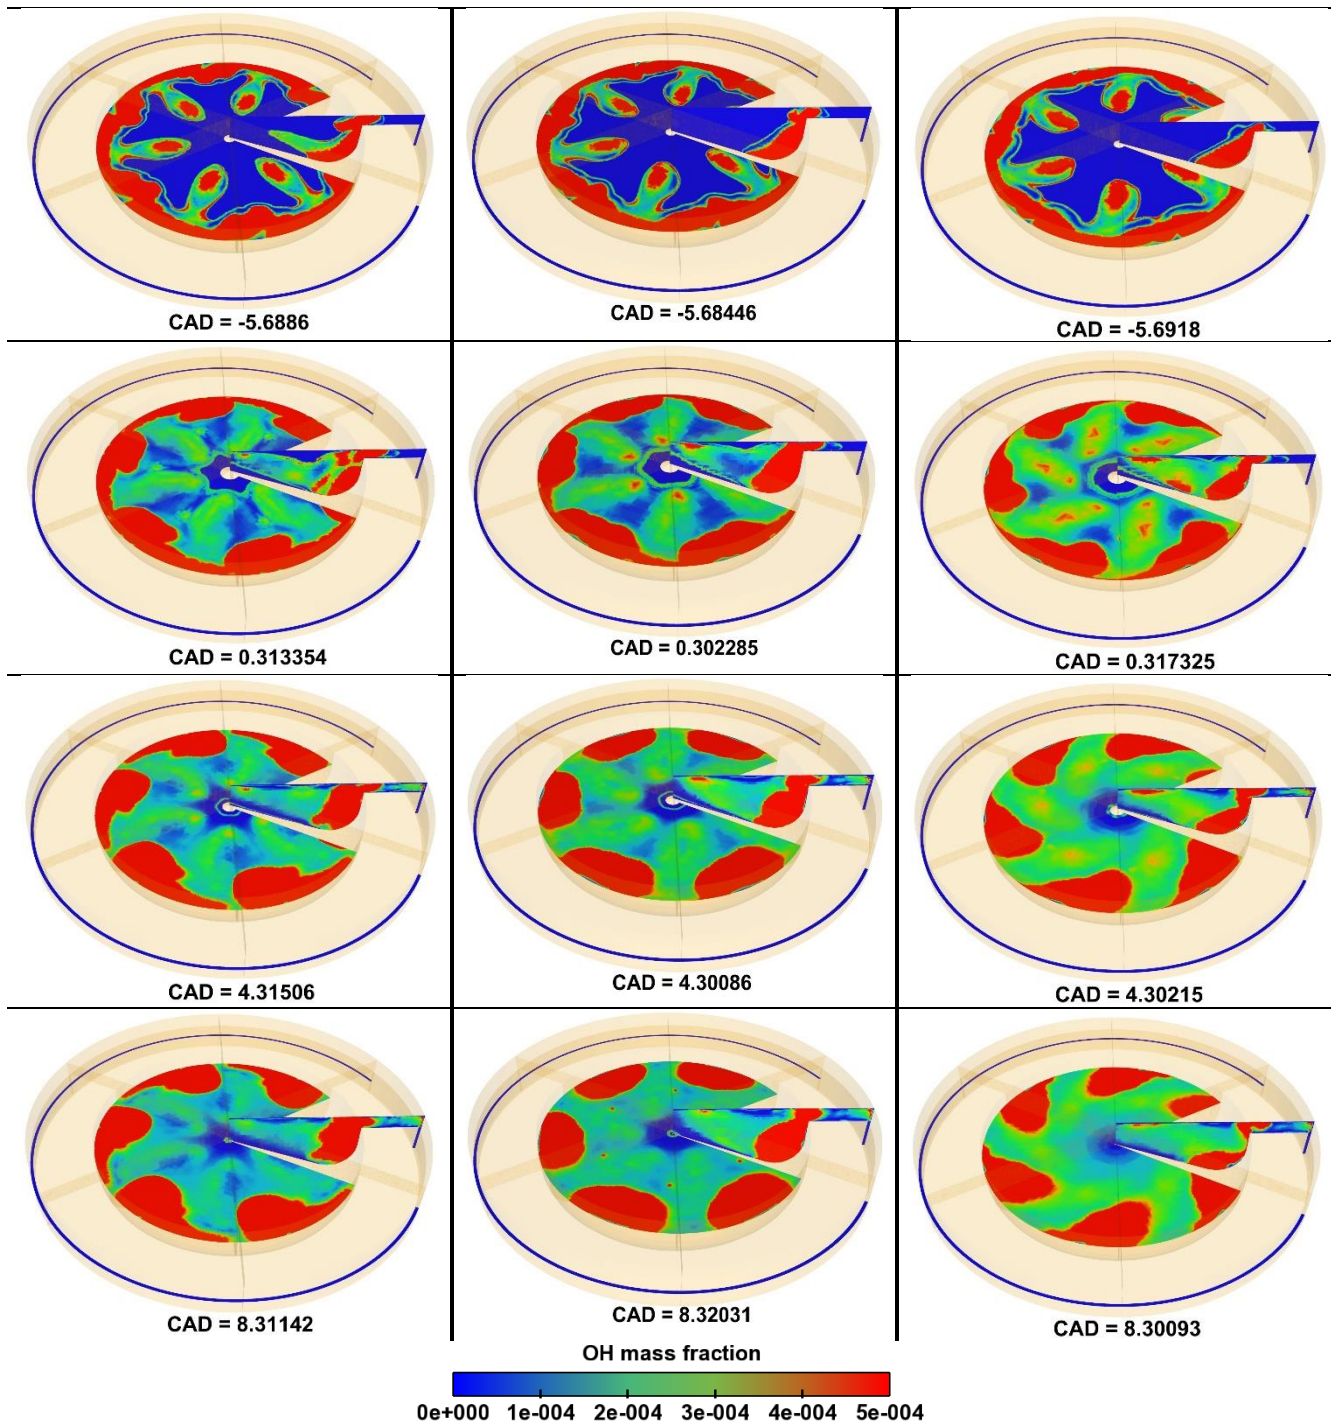 CAD = -5.6886
CAD = -5.68446
CAD = -5.6918
CAD = 0.313354
CAD = 0.302285
CAD = 0.317325
CAD = 4.31506
CAD = 4.30086
CAD = 4.30215
CAD = 8.31142
CAD = 8.32031
CAD = 8.30093
OH mass fraction
0e+000 1e-004 2e-004 3e-004 4e-004 5e-004